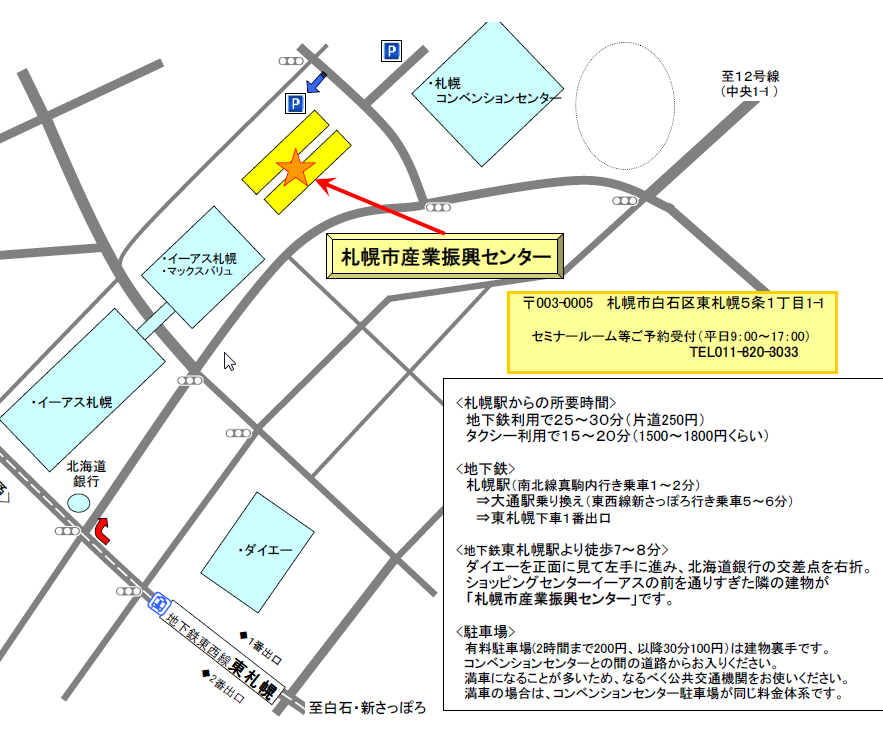 至12号線
(中央1-1)
P
P
・札幌
コンベンションセンター
・イーアス札幌
・マックスバリュ
札幌市産業振興センター
〒003-0005　札幌市白石区東札幌５条１丁目1-1
セミナールーム等ご予約受付(平日9:00～17:00)
TEL011-820-3033
・イーアス札幌
北海道
銀行
・ダイエー
■1番出口
地下鉄東西線東札幌
■2番出口
至白石・新さっぽろ
<札幌駅からの所要時間>
地下鉄利用で２５～３０分(片道250円)
タクシー利用で１５～２０分(1500～1800円くらい)
<地下鉄>
札幌駅(南北線真駒内行き乗車１～２分)
⇒大通駅乗り換え(東西線新さっぽろ行き乗車５～６分)
⇒東札幌下車１番出口
<地下鉄東札幌駅より徒歩7～８分>
ダイエーを正面に見て左手に進み、北海道銀行の交差点を右折。
ショッピングセンターイーアスの前を通りすぎた隣の建物が
「札幌市産業振興センター」です。
<駐車場>
有料駐車場(2時間まで200円、以降30分100円)は建物裏手です。
コンベンションセンターとの間の道路からお入りください。
満車になることが多いため、なるべく公共交通機関をお使いください。
満車の場合は、コンベンションセンター駐車場が同じ料金体系です。